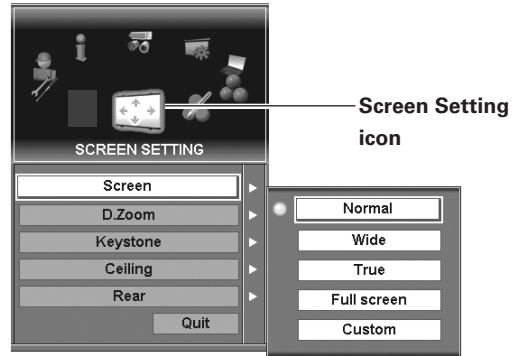 Screen Setting
icon
SCREEN SETTING
Screen
D.Zoom
Keystone
Ceiling
Rear
Quit
Normal
Wide
True
Full screen
Custom